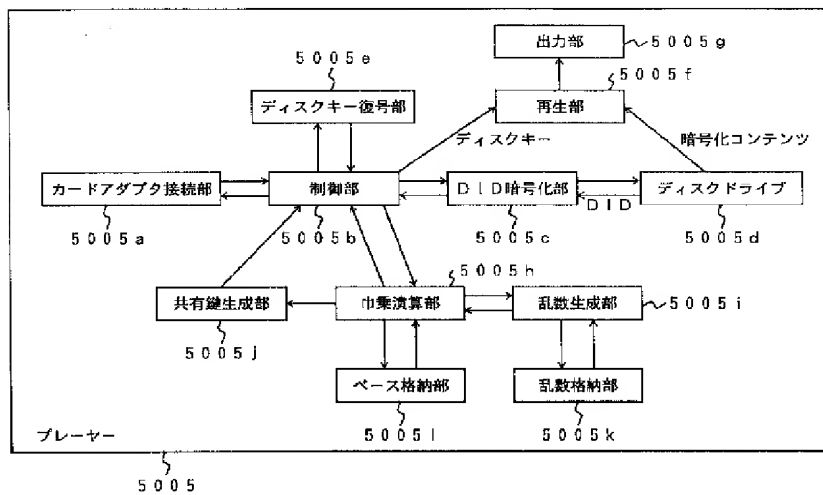 出力部
５００５ｇ
５００５ｅ
５００５ｆ
ディスクキー復号部
再生部
ディスクキー
暗号化コンテンツ
カードアダプタ接続部
制御部
ＤＩＤ暗号化部
ディスクドライブ
ＤＩＤ
５００５ａ
５００５ｂ
５００５ｃ
５００５ｄ
５００５ｈ
共有鍵生成部
巾乗演算部
乱数生成部
５００５ｉ
５００５ｊ
ベース格納部
乱数格納部
プレーヤー
５００５ｌ
５００５ｋ
５００５